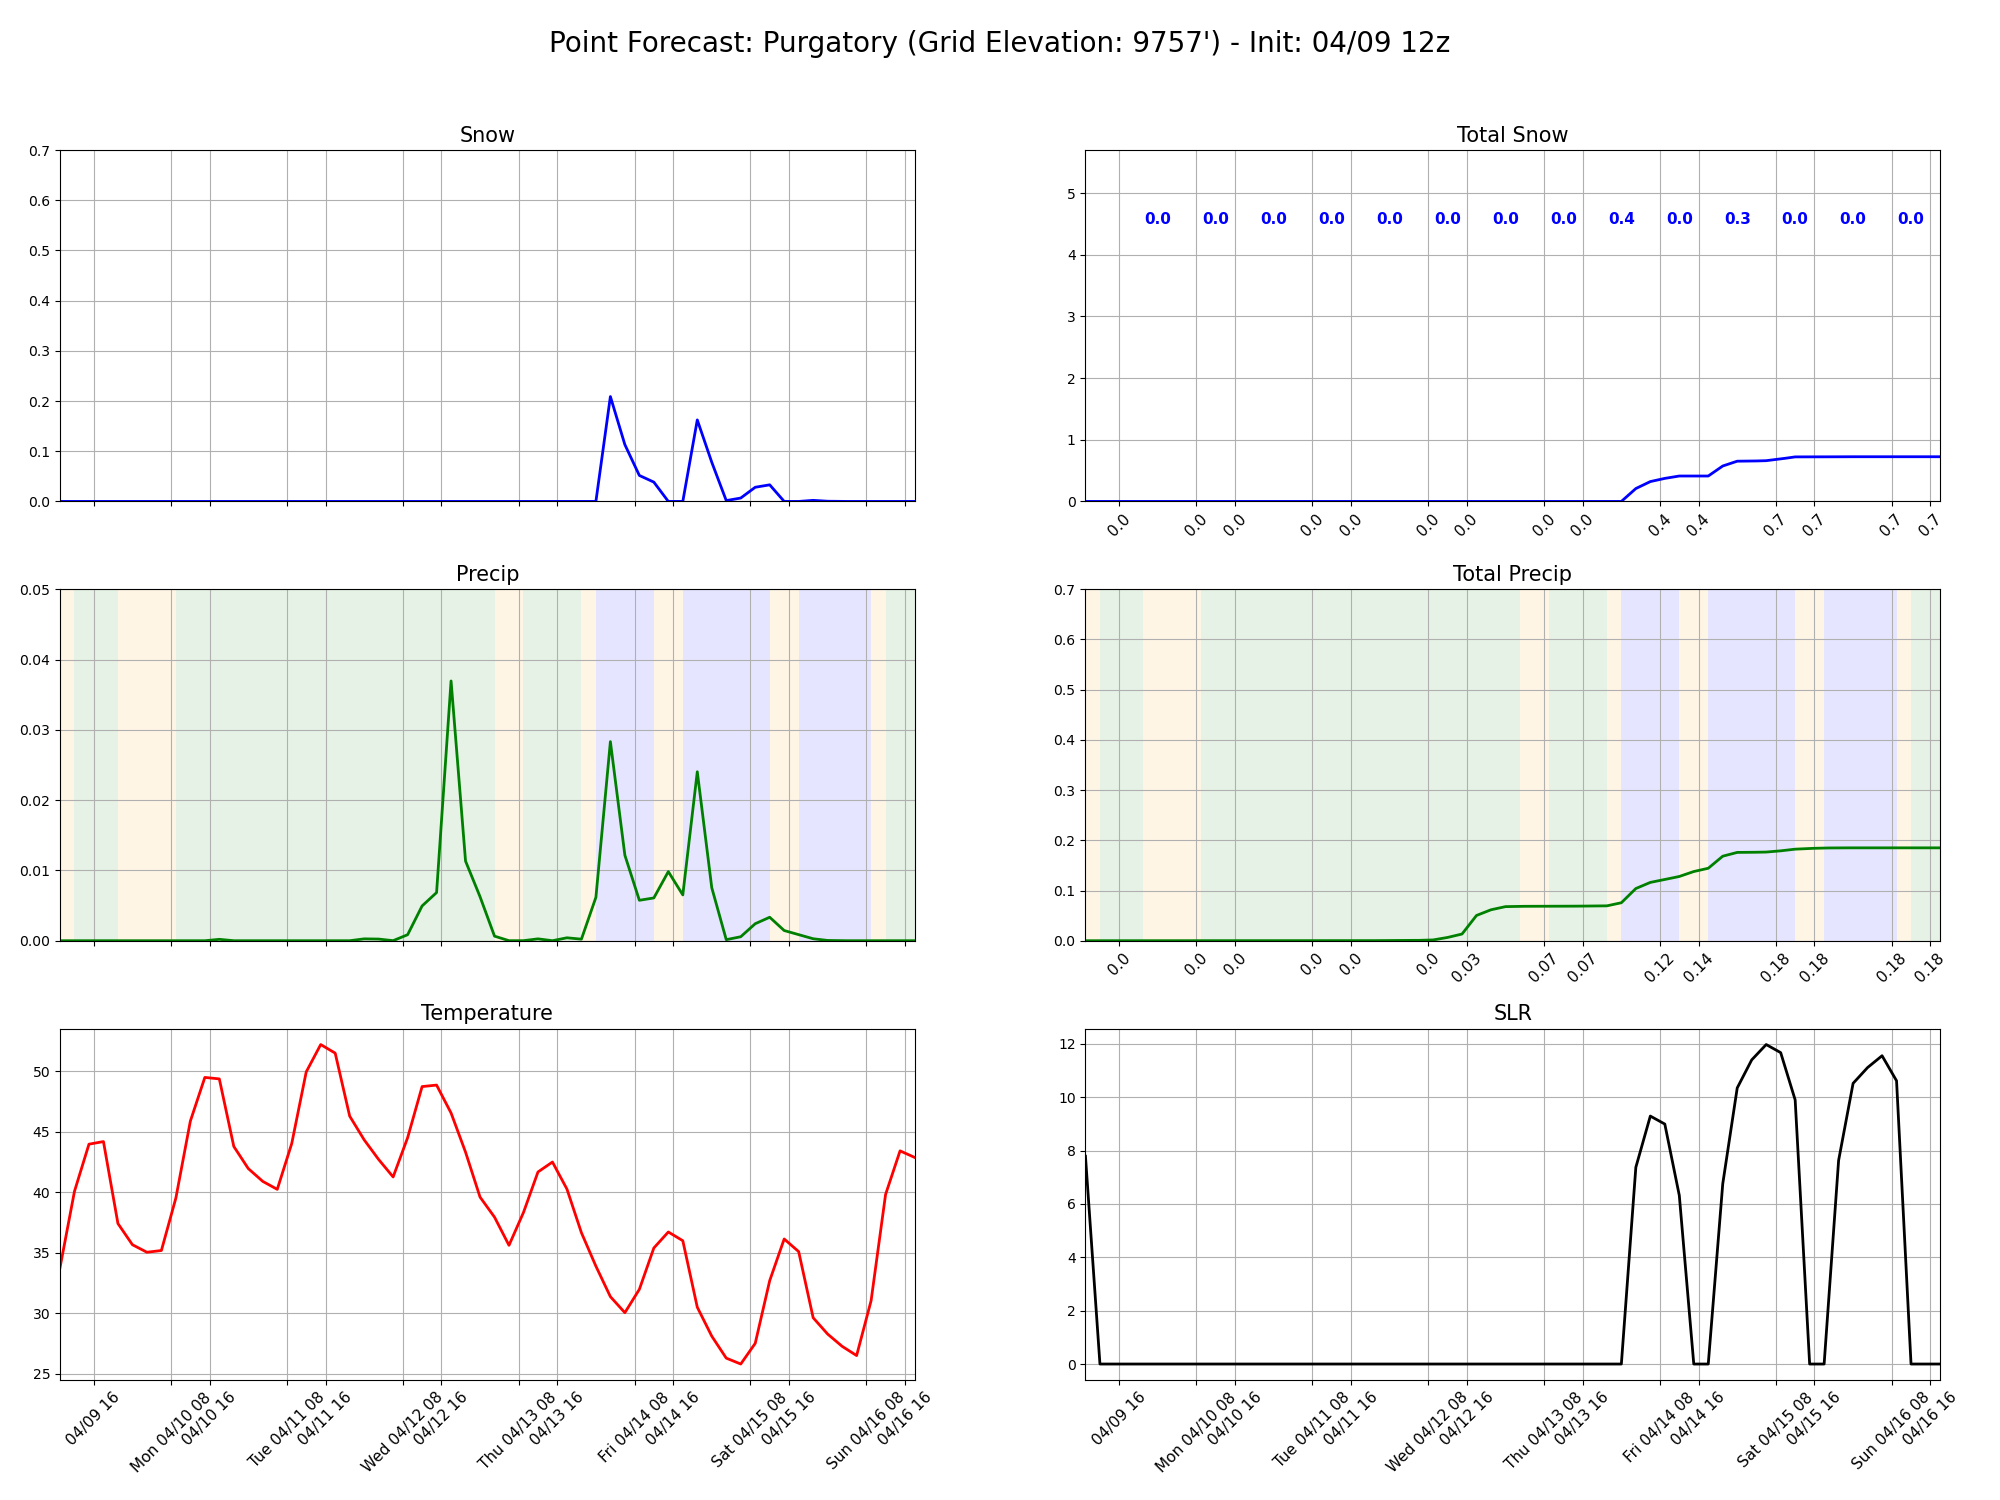 Point Forecast: Purgatory (Grid Elevation: 9757') - Init: 04/09 12z
Snow
0.7
0.6
0.5
0.4
0.3
0.2
0.1
0.0
Total Snow
5
4
3
2
1
0
0.0 0.0 0.0 0.0 0.0 0.0 0.0 0.0 0.4 0.0 0.3 0.0 0.0 0.0
0.0 0.0 0.0 0.0 0.0 0.0 0.0 0.0 0.0 0.4 0.4 0.7 0.7 0.7 0.7
Precip
0.05
0.04
0.03
0.02
0.01
0.00
Total Precip
0.7
0.6
0.5
0.4
0.3
0.2
0.1
0.0
0.0 0.0 0.0 0.0 0.0 0.0 0.03 0.07 0.07 0.12 0.14 0.18 0.18 0.18 0.18
Temperature
50
45
40
35
30
25
04/09 16
Mon 04/10 08
04/10 16
Tue 04/11 08
04/11 16
Wed 04/12 08
04/12 16
Thu 04/13 08
04/13 16
Fri 04/14 08
04/14 16
Sat 04/15 08
04/15 16
Sun 04/16 08
04/16 16
SLR
12
10
8
6
4
2
0
04/09 16
Mon 04/10 08
04/10 16
Tue 04/11 08
04/11 16
Wed 04/12 08
04/12 16
Thu 04/13 08
04/13 16
Fri 04/14 08
04/14 16
Sat 04/15 08
04/15 16
Sun 04/16 08
04/16 16